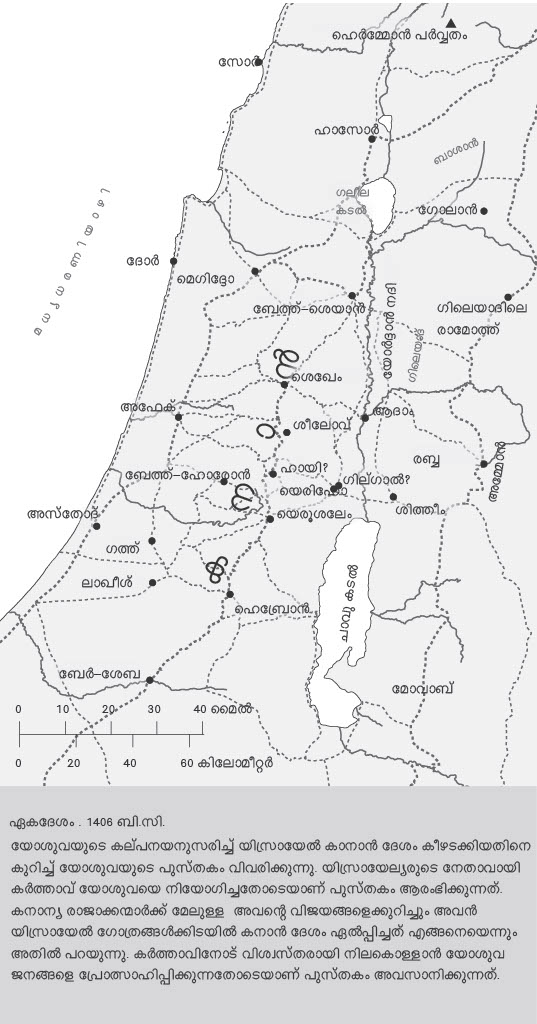 ഹെർമ്മോൻ പർവ്വതം
സോർ
ഹാസോർ
ബാശാൻ
ഗലീല
കടൽ
ഗോലാൻ
ദോർ
മെഗിദ്ദോ
ബേത്ത്–ശെയാൻ
യോർദ്ദാൻ നദി
ഗിലെയാദിലെ
രാമോത്ത്
ഗിലെയാദ്
ശെഖേം
അഫേക്
ആദാം
ശീലോവ്
രബ്ബ
അമ്മോൻ
ഹായി?
ബേത്ത്–ഹോരോൻ
ഗില്ഗാൽ?
യെരിഹോ
ശിത്തീം
അസ്തോദ്
യെരുശലേം
ഗത്ത്
ലാഖീശ്
ഹെബ്രോൻ
ചാവു കടൽ
ബേർ–ശേബ
മോവാബ്
0 10 20 30 40 മൈൽ
0 20 40 60 കിലോമീറ്റർ
ഏകദേശം . 1406 ബി.സി.
യോശുവയുടെ കല്പനയനുസരിച്ച് യിസ്രായേൽ കാനാൻ ദേശം കീഴടക്കിയതിനെ
കുറിച്ച് യോശുവയുടെ പുസ്തകം വിവരിക്കുന്നു. യിസ്രായേല്യരുടെ നേതാവായി
കർത്താവ് യോശുവയെ നിയോഗിച്ചതോടെയാണ് പുസ്തകം ആരംഭിക്കുന്നത്.
കനാന്യ രാജാക്കന്മാർക്ക് മേലുള്ള അവന്റെ വിജയങ്ങളെക്കുറിച്ചും അവൻ
യിസ്രായേൽ ഗോത്രങ്ങൾക്കിടയിൽ കനാൻ ദേശം ഏൽപ്പിച്ചത് എങ്ങനെയെന്നും
അതിൽ പറയുന്നു. കർത്താവിനോട് വിശ്വസ്തരായി നിലകൊള്ളാൻ യോശുവ
ജനങ്ങളെ പ്രോത്സാഹിപ്പിക്കുന്നതോടെയാണ് പുസ്തകം അവസാനിക്കുന്നത്.